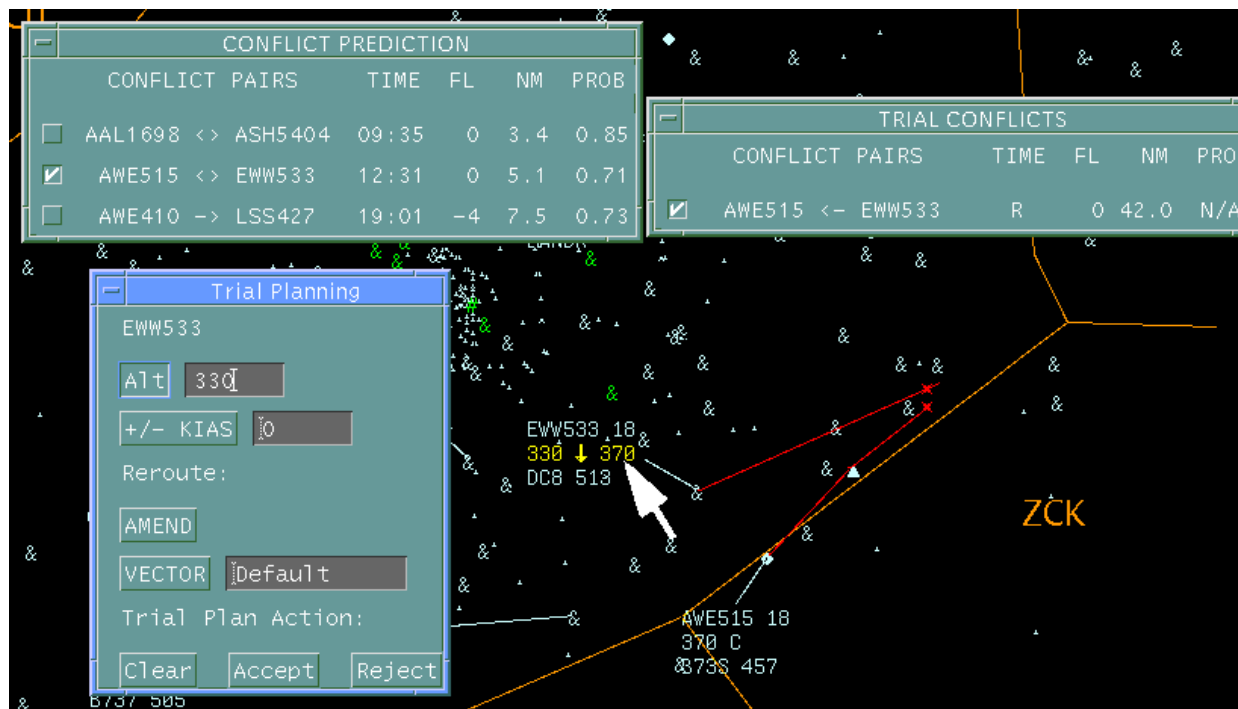 CONFLICT PREDICTION
CONFLICT PAIRS TIME FL NM PROB
AAL1698 <> ASH5404 09:35 0 3.4 0.85
AWE515 <> EWW533 12:31 0 5.1 0.71
AWE410 -> LSS427 19:01 -4 7.5 0.73
TRIAL CONFLICTS
CONFLICT PAIRS TIME FL NM PRO
AWE515 <- EWW533 R 0 42.0 N/A
Trial Planning
EWW533
Alt 330
+/- KIAS 0
Reroute:
AMEND
VECTOR Default
Trial Plan Action:
Clear Accept Reject
EWW533 18
330 ↓ 370
DC8 513
ZCK
AWE515 18
370 C
B73S 457
B737 505